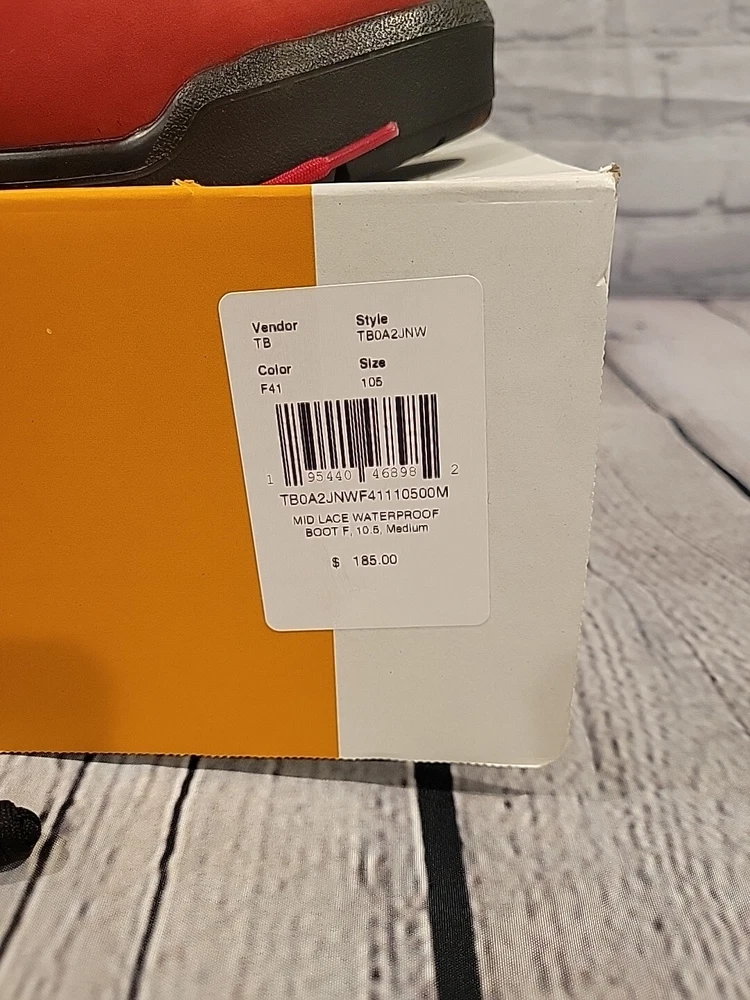 Vendor Style
TB TB0A2JNW
Color Size
F41 105
1 95440 46898 2
TB0A2JNWF41110500M
MID LACE WATERPROOF
BOOT F, 10.5, Medium
$ 185.00